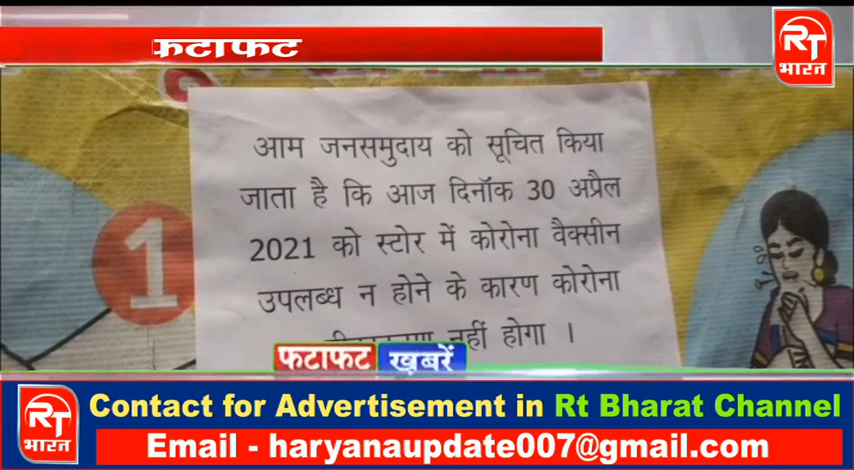 फटाफट
RT
भारत
आम जनसमुदाय को सूचित किया
जाता है कि आज दिनॉक 30 अप्रैल
2021 को स्टोर में कोरोना वैक्सीन
उपलब्ध न होने के कारण कोरोना
नहीं होगा ।
1
फटाफट ख़बरें
RT
भारत
Contact for Advertisement in Rt Bharat Channel
Email - haryanaupdate007@gmail.com